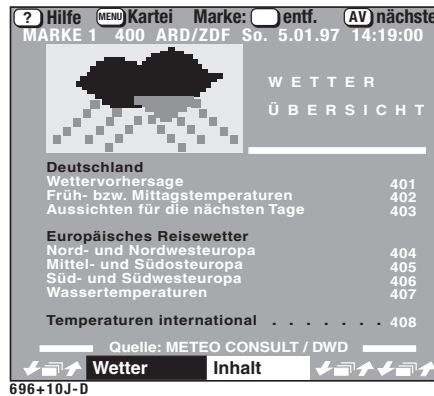 ? Hilfe MENU Kartei Marke: entf. AV nächste
MARKE 1 400 ARD/ZDF So. 5.01.97 14:19:00
WETTER
ÜBERSICHT
Deutschland
Wettervorhersage 401
Früh- bzw. Mittagstemperaturen 402
Aussichten für die nächsten Tage 403
Europäisches Reisewetter
Nord- und Nordwesteuropa 404
Mittel- und Südosteuropa 405
Süd- und Südwesteuropa 406
Wassertemperaturen 407
Temperaturen international . . . . . . . 408
Quelle: METEO CONSULT / DWD
Wetter Inhalt
696+10J-D